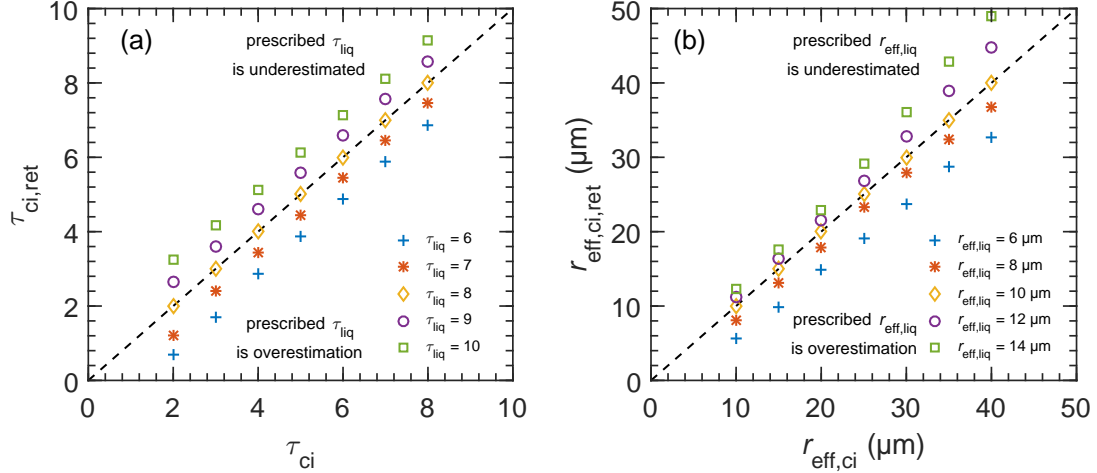 (a)
prescribed τliq
is underestimated
10
8
6
4
2
0
τci,ret
τliq = 6
τliq = 7
τliq = 8
τliq = 9
τliq = 10
prescribed τliq
is overestimation
0 2 4 6 8 10
τci
(b)
prescribed reff,liq
is underestimated
50
40
30
20
10
0
reff,ci,ret (μm)
reff,liq = 6 μm
reff,liq = 8 μm
reff,liq = 10 μm
reff,liq = 12 μm
reff,liq = 14 μm
prescribed reff,liq
is overestimation
0 10 20 30 40 50
reff,ci (μm)